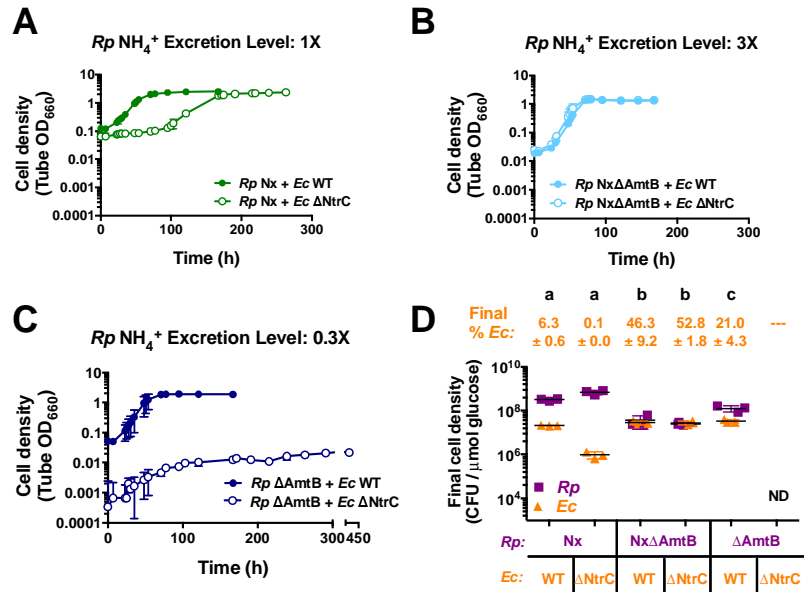 A
Rp NH4+ Excretion Level: 1X
Cell density
(Tube OD660)
10
1
0.1
0.01
0.001
0.0001
Rp Nx + Ec WT
Rp Nx + Ec ΔNtrC
0
100
200
300
Time (h)
B
Rp NH4+ Excretion Level: 3X
Cell density
(Tube OD660)
10
1
0.1
0.01
0.001
0.0001
Rp NxΔAmtB + Ec WT
Rp NxΔAmtB + Ec ΔNtrC
0
100
200
300
Time (h)
C
Rp NH4+ Excretion Level: 0.3X
Cell density
(Tube OD660)
10
1
0.1
0.01
0.001
0.0001
Rp ΔAmtB + Ec WT
Rp ΔAmtB + Ec ΔNtrC
0
100
200
300
450
Time (h)
D
a a b b c
Final
% Ec:
6.3 0.1 46.3 52.8 21.0 ---
± 0.6 ± 0.0 ± 9.2 ± 1.8 ± 4.3
Final cell density
(CFU / μmol glucose)
10^10
10^8
10^6
10^4
Rp
Ec
ND
Rp: Nx NxΔAmtB ΔAmtB
Ec: WT ΔNtrC WT ΔNtrC WT ΔNtrC